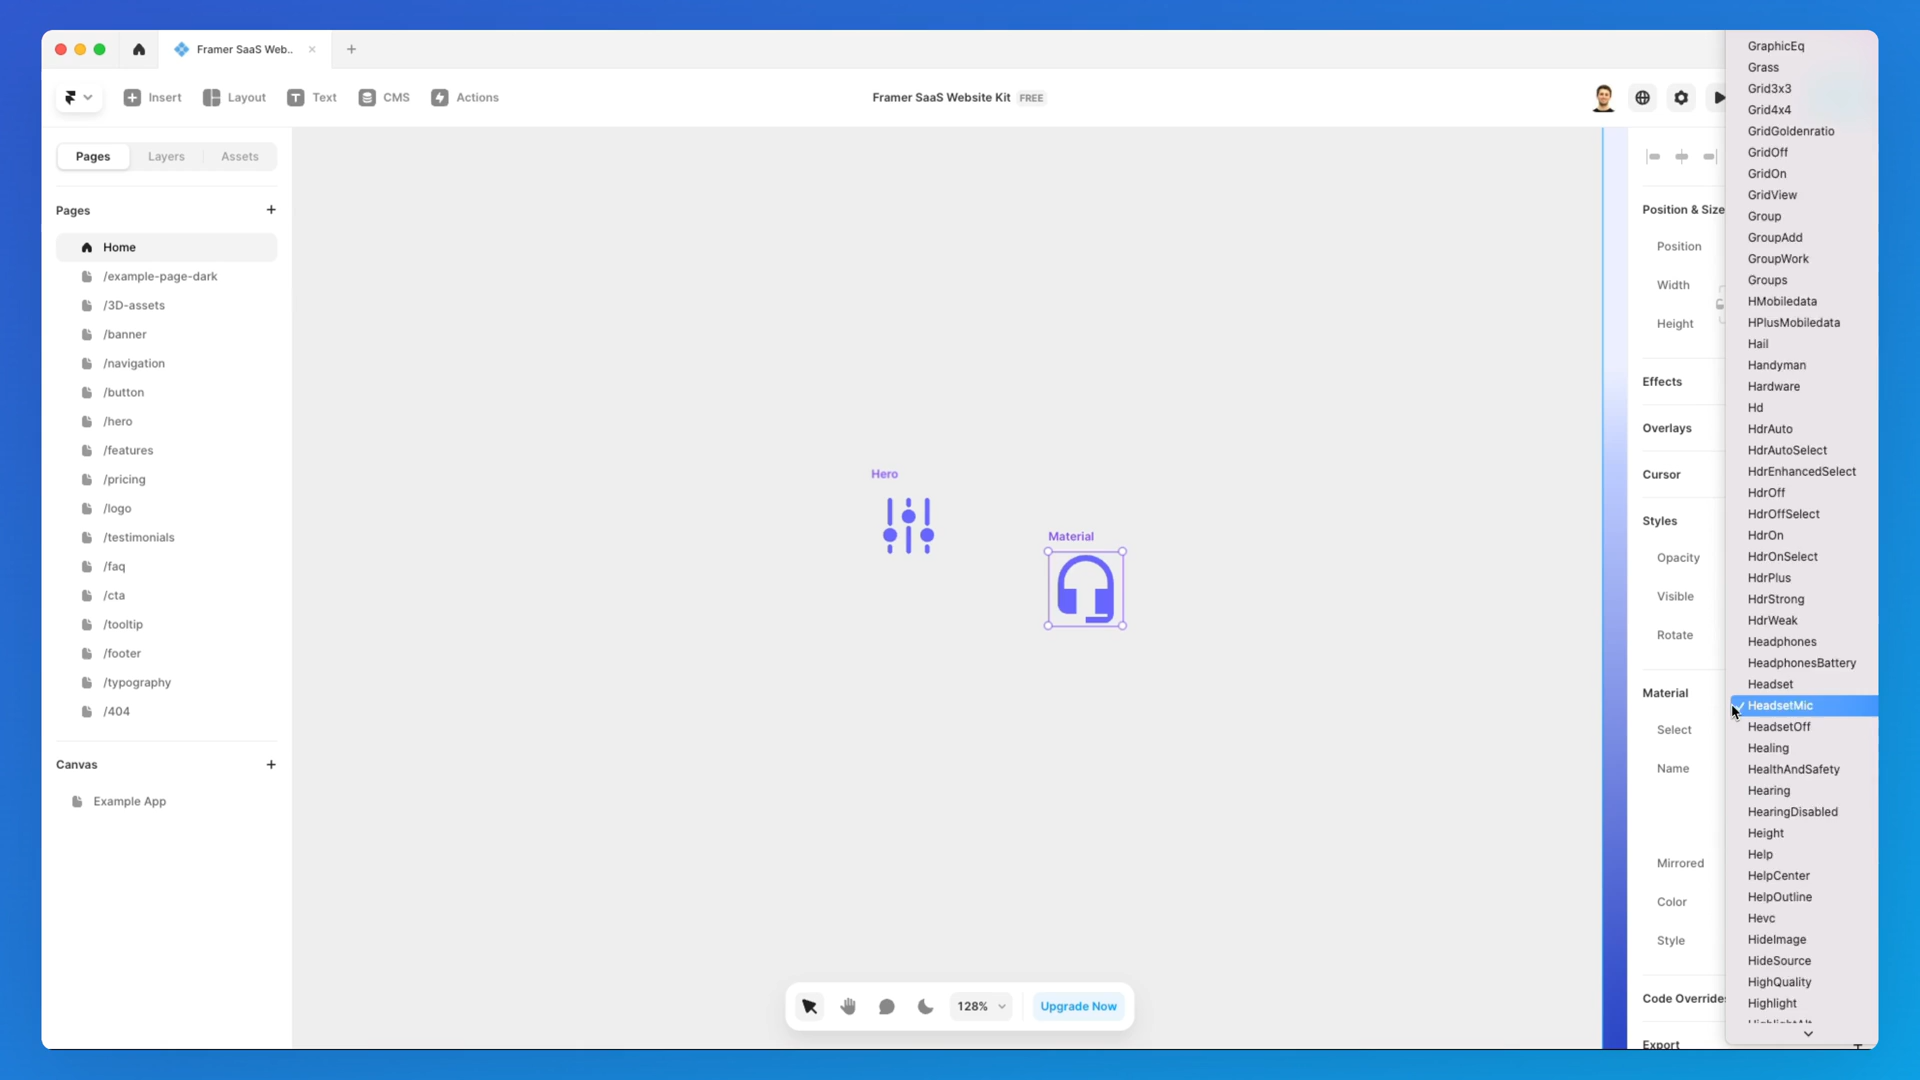 Framer SaaS Web..
Insert
Layout
Text
CMS
Actions
Framer SaaS Website Kit FREE
Pages
Layers
Assets
Pages
Home
/example-page-dark
/3D-assets
/banner
/navigation
/button
/hero
/features
/pricing
/logo
/testimonials
/faq
/cta
/tooltip
/footer
/typography
/404
Canvas
Example App
Hero
Material
128%
Upgrade Now
Position & Size
Position
Width
Height
Effects
Overlays
Cursor
Styles
Opacity
Visible
Rotate
Material
Select
Name
Mirrored
Color
Style
Code Overrides
Export
GraphicEq
Grass
Grid3x3
Grid4x4
GridGoldenratio
GridOff
GridOn
GridView
Group
GroupAdd
GroupWork
Groups
HMobiledata
HPlusMobiledata
Hail
Handyman
Hardware
Hd
HdrAuto
HdrAutoSelect
HdrEnhancedSelect
HdrOff
HdrOffSelect
HdrOn
HdrOnSelect
HdrPlus
HdrStrong
HdrWeak
Headphones
HeadphonesBattery
Headset
HeadsetMic
HeadsetOff
Healing
HealthAndSafety
Hearing
HearingDisabled
Height
Help
HelpCenter
HelpOutline
Hevc
HideImage
HideSource
HighQuality
Highlight